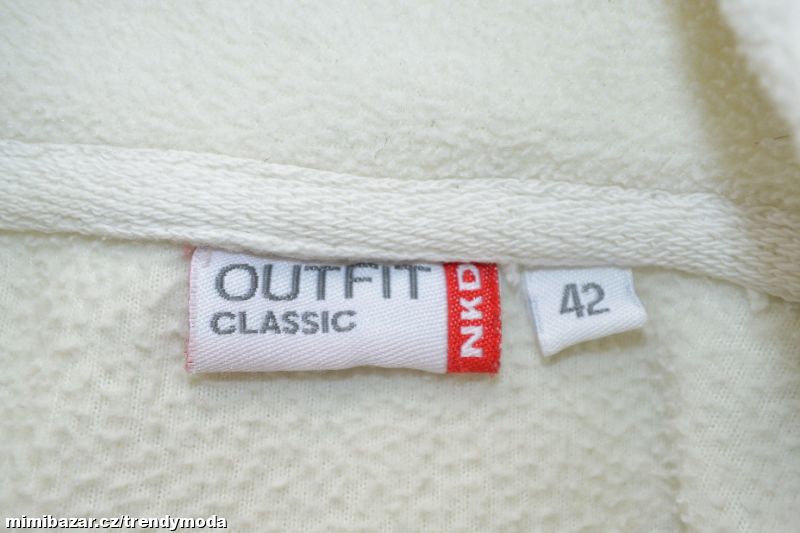 OUTFIT
CLASSIC
NKD
42
mimibazar.cz/trendymoda